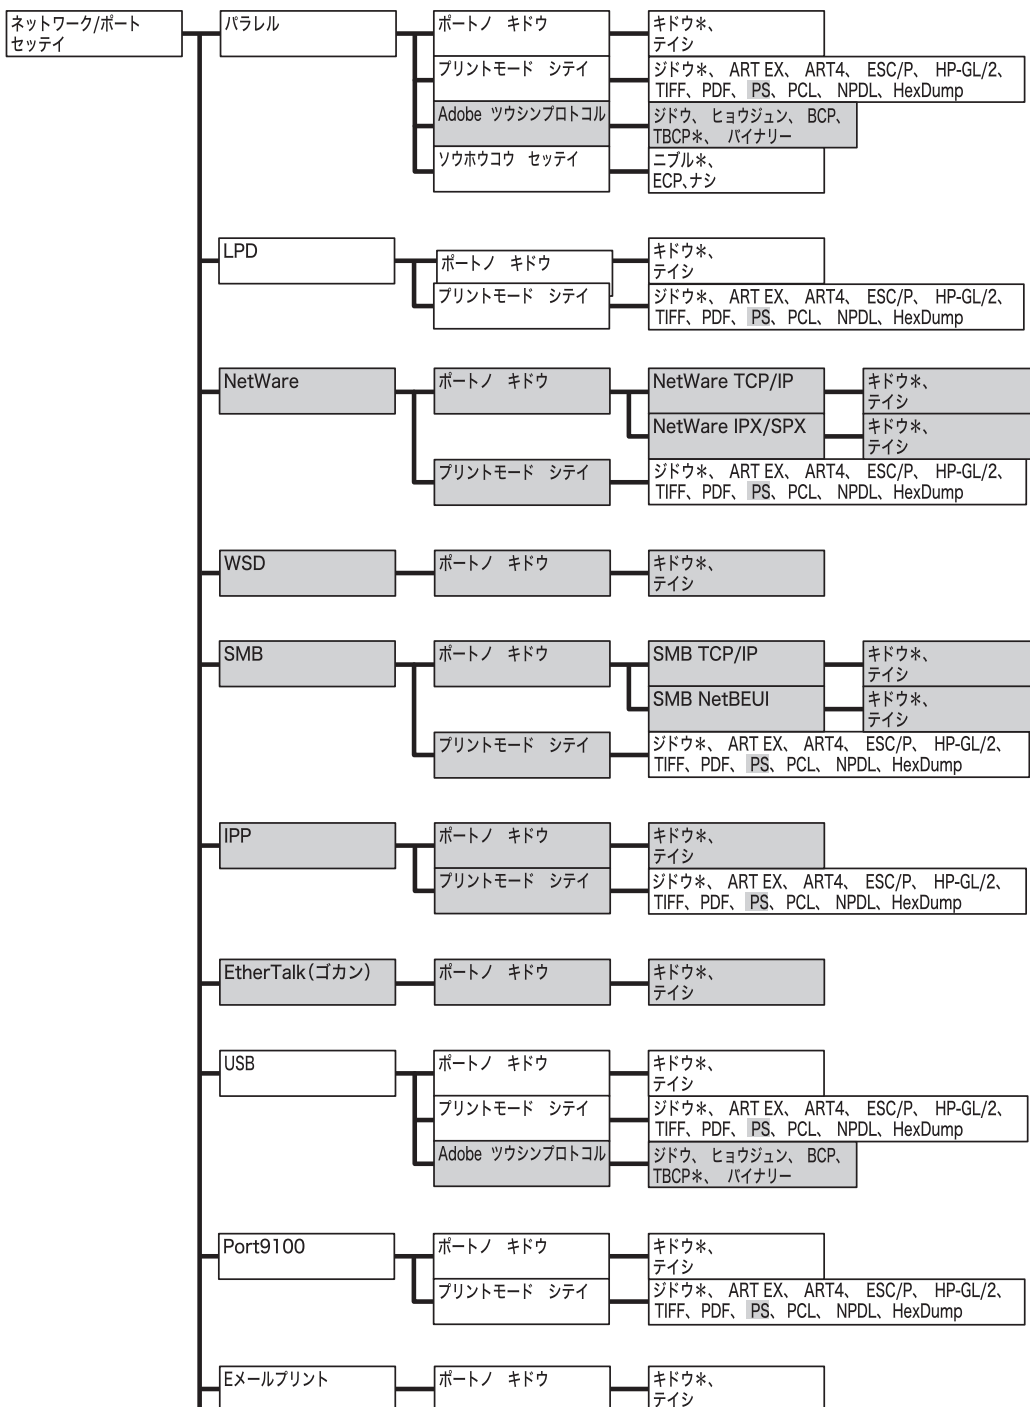 ネットワーク/ポート
セッテイ
パラレル
ポートノ キドウ
キドウ*、
テイシ
プリントモード シテイ
ジドウ*、 ART EX、 ART4、 ESC/P、 HP-GL/2、
TIFF、PDF、 PS、PCL、 NPDL、HexDump
Adobe ツウシンプロトコル
ジドウ、 ヒョウジュン、 BCP、
TBCP*、 バイナリー
ソウホウコウ セッテイ
ニブル*、
ECP、ナシ
LPD
ポートノ キドウ
キドウ*、
テイシ
プリントモード シテイ
ジドウ*、 ART EX、 ART4、 ESC/P、 HP-GL/2、
TIFF、PDF、 PS、PCL、 NPDL、HexDump
NetWare
ポートノ キドウ
NetWare TCP/IP
キドウ*、
テイシ
NetWare IPX/SPX
キドウ*、
テイシ
プリントモード シテイ
ジドウ*、 ART EX、 ART4、 ESC/P、 HP-GL/2、
TIFF、PDF、 PS、PCL、 NPDL、HexDump
WSD
ポートノ キドウ
キドウ*、
テイシ
SMB
ポートノ キドウ
SMB TCP/IP
キドウ*、
テイシ
SMB NetBEUI
キドウ*、
テイシ
プリントモード シテイ
ジドウ*、 ART EX、 ART4、 ESC/P、 HP-GL/2、
TIFF、PDF、 PS、PCL、 NPDL、HexDump
IPP
ポートノ キドウ
キドウ*、
テイシ
プリントモード シテイ
ジドウ*、 ART EX、 ART4、 ESC/P、 HP-GL/2、
TIFF、PDF、 PS、PCL、 NPDL、HexDump
EtherTalk(ゴカン)
ポートノ キドウ
キドウ*、
テイシ
USB
ポートノ キドウ
キドウ*、
テイシ
プリントモード シテイ
ジドウ*、 ART EX、 ART4、 ESC/P、 HP-GL/2、
TIFF、PDF、 PS、PCL、 NPDL、HexDump
Adobe ツウシンプロトコル
ジドウ、 ヒョウジュン、 BCP、
TBCP*、 バイナリー
Port9100
ポートノ キドウ
キドウ*、
テイシ
プリントモード シテイ
ジドウ*、 ART EX、 ART4、 ESC/P、 HP-GL/2、
TIFF、PDF、 PS、PCL、 NPDL、HexDump
Eメールプリント
ポートノ キドウ
キドウ*、
テイシ